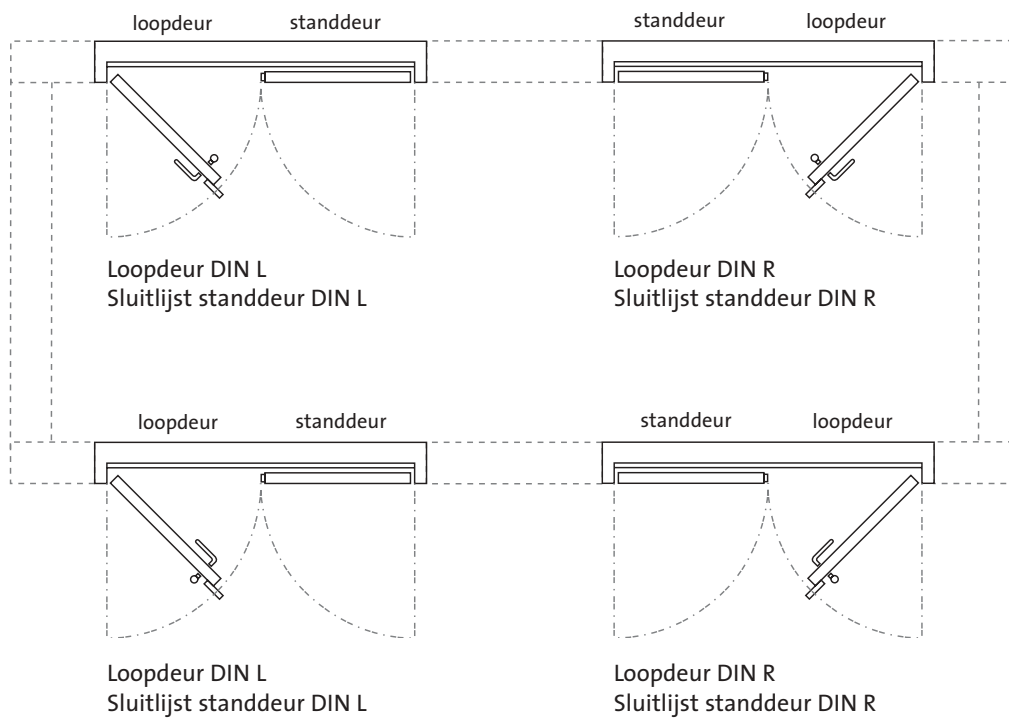 loopdeur standdeur
standdeur loopdeur
Loopdeur DIN L
Sluitlijst standdeur DIN L
Loopdeur DIN R
Sluitlijst standdeur DIN R
loopdeur standdeur
standdeur loopdeur
Loopdeur DIN L
Sluitlijst standdeur DIN L
Loopdeur DIN R
Sluitlijst standdeur DIN R